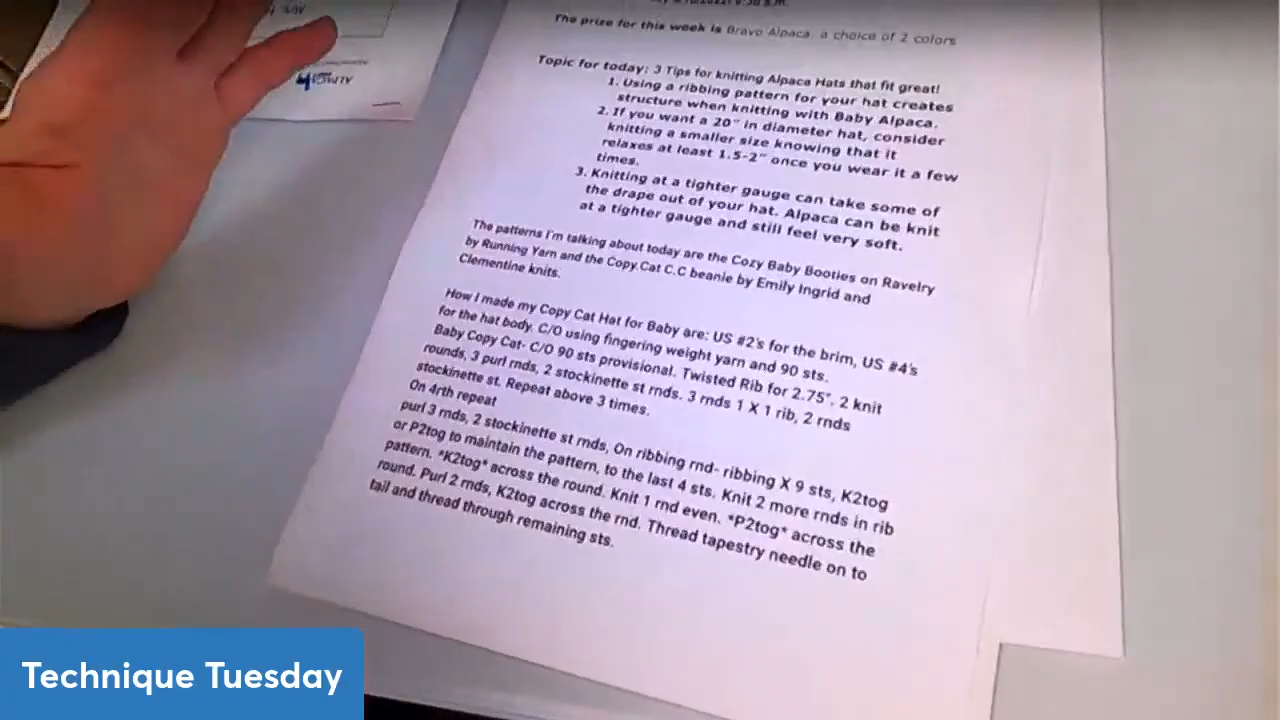 The prize for this week is Bravo Alpaca, a choice of 2 colors
Topic for today: 3 Tips for knitting Alpaca Hats that fit great!
1. Using a ribbing pattern for your hat creates
structure when knitting with Baby Alpaca.
2. If you want a 20" in diameter hat, consider
knitting a smaller size knowing that it
relaxes at least 1.5-2" once you wear it a few
times.
3. Knitting at a tighter gauge can take some of
the drape out of your hat. Alpaca can be knit
at a tighter gauge and still feel very soft.
The patterns I'm talking about today are the Cozy Baby Booties on Ravelry
by Running Yarn and the Copy Cat C.C beanie by Emily Ingrid and
Clementine knits.
How I made my Copy Cat Hat for Baby are: US #2's for the brim, US #4's
for the hat body. C/O using fingering weight yarn and 90 sts.
Baby Copy Cat- C/O 90 sts provisional. Twisted Rib for 2.75". 2 knit
rounds, 3 purl rnds, 2 stockinette st rnds. 3 rnds 1 X 1 rib, 2 rnds
stockinette st. Repeat above 3 times.
On 4rth repeat
purl 3 rnds, 2 stockinette st rnds, On ribbing rnd- ribbing X 9 sts, K2tog
or P2tog to maintain the pattern, to the last 4 sts. Knit 2 more rnds in rib
pattern. *K2tog* across the round. Knit 1 rnd even. *P2tog* across the
round. Purl 2 rnds, K2tog across the rnd. Thread tapestry needle on to
tail and thread through remaining sts.
Technique Tuesday